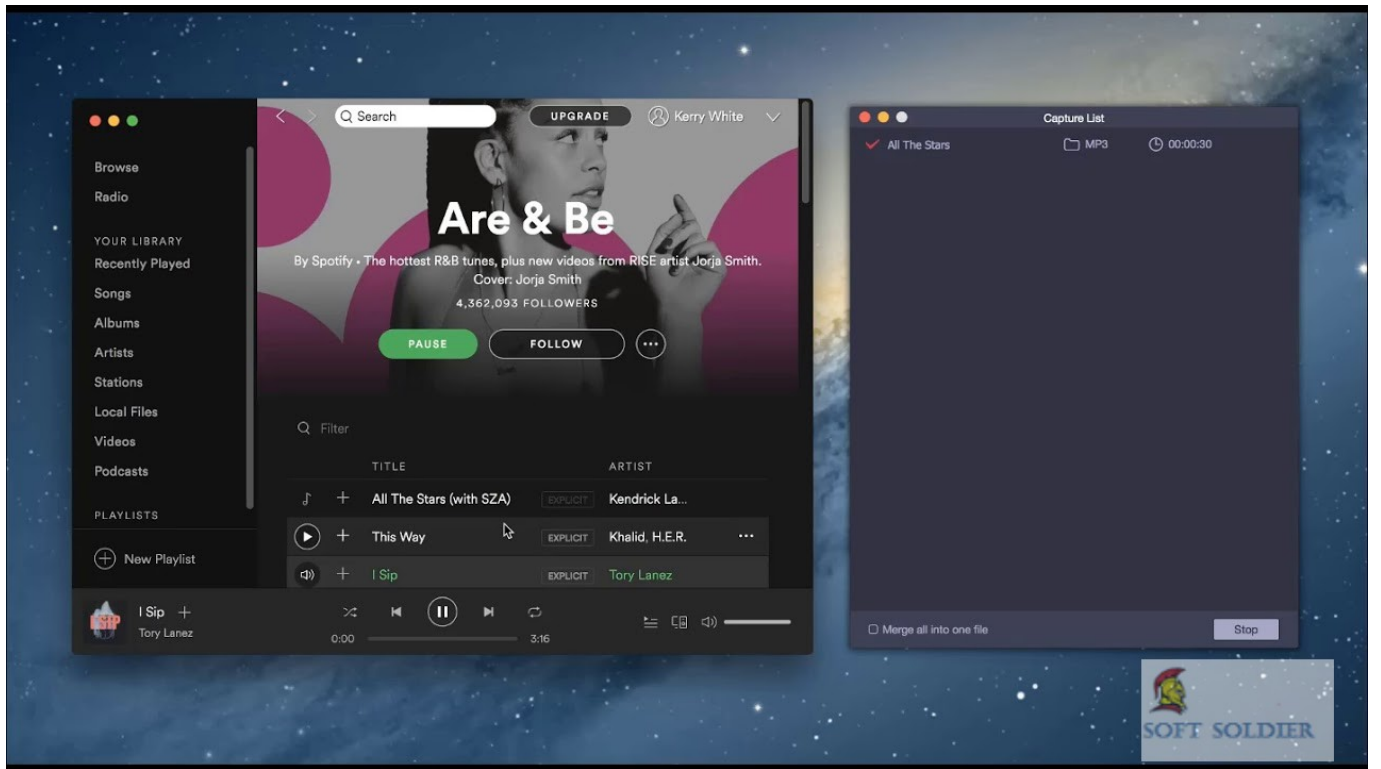 Search
UPGRADE
Kerry White
Browse
Radio
YOUR LIBRARY
Recently Played
Songs
Albums
Artists
Stations
Local Files
Videos
Podcasts
PLAYLISTS
New Playlist
Are & Be
By Spotify • The hottest R&B tunes, plus new videos from RISE artist Jorja Smith.
Cover: Jorja Smith
4,362,093 FOLLOWERS
PAUSE FOLLOW
Filter
TITLE ARTIST
All The Stars (with SZA) EXPLICIT Kendrick La...
This Way EXPLICIT Khalid, H.E.R.
I Sip EXPLICIT Tory Lanez
I SIP
I Sip
Tory Lanez
0:00 3:16
Capture List
All The Stars MP3 00:00:30
Merge all into one file Stop
SOFT SOLDIER